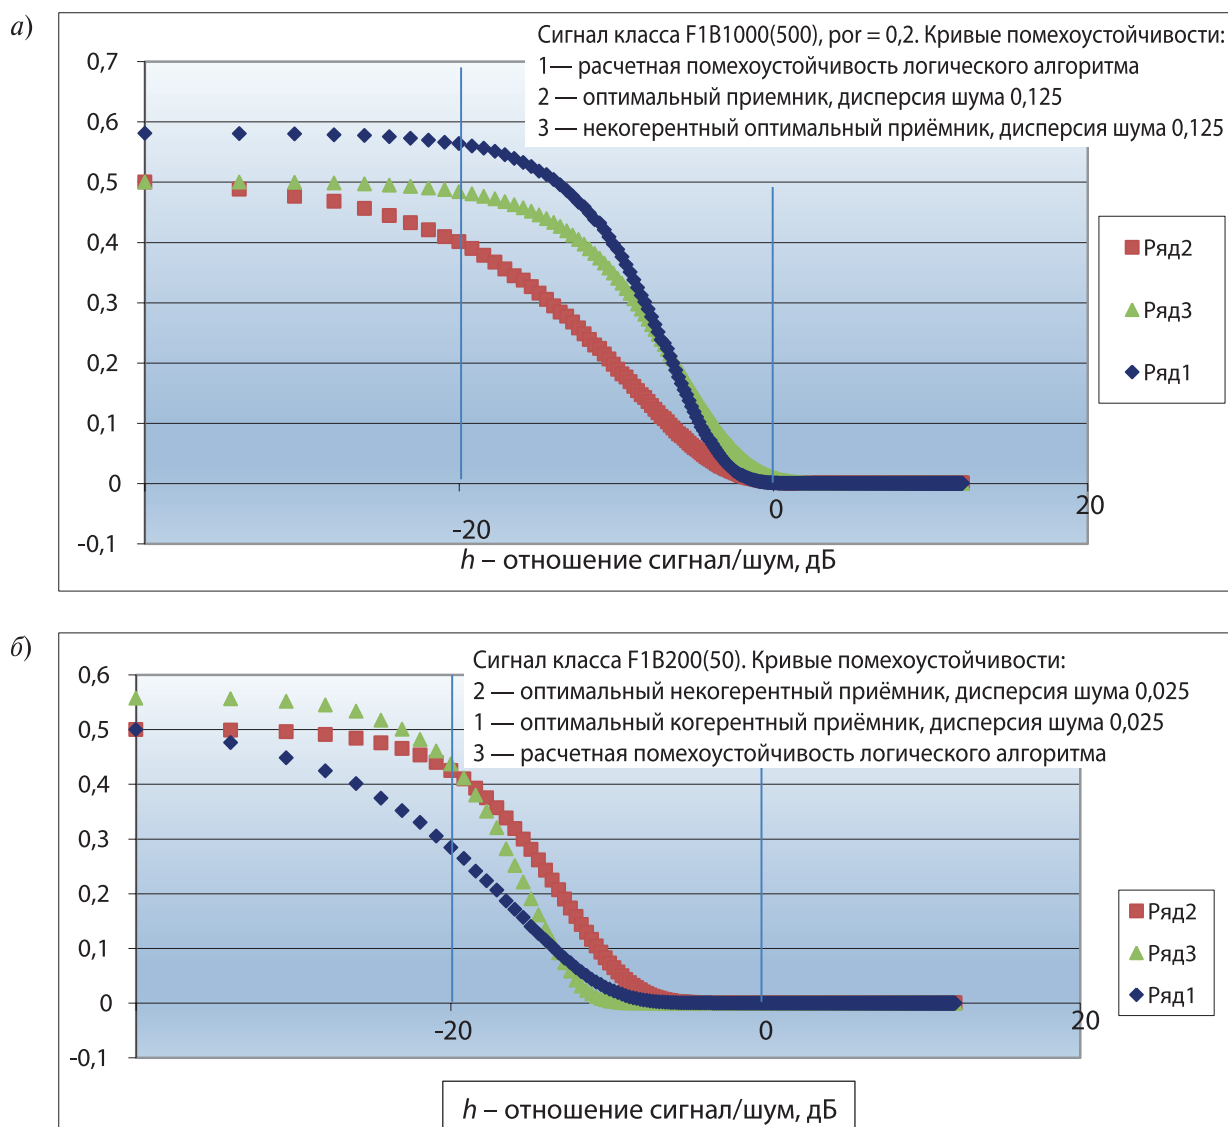 а)
Сигнал класса F1B1000(500), por = 0,2. Кривые помехоустойчивости:
1— расчетная помехоустойчивость логического алгоритма
2 — оптимальный приемник, дисперсия шума 0,125
3 — некогерентный оптимальный приёмник, дисперсия шума 0,125
0,7
0,6
0,5
0,4
0,3
0,2
0,1
0
-0,1
-20
0
20
h – отношение сигнал/шум, дБ
Ряд2
Ряд3
Ряд1
б)
Сигнал класса F1B200(50). Кривые помехоустойчивости:
2 — оптимальный некогерентный приёмник, дисперсия шума 0,025
1 — оптимальный когерентный приёмник, дисперсия шума 0,025
3 — расчетная помехоустойчивость логического алгоритма
0,6
0,5
0,4
0,3
0,2
0,1
0
-0,1
-20
0
20
h – отношение сигнал/шум, дБ
Ряд2
Ряд3
Ряд1